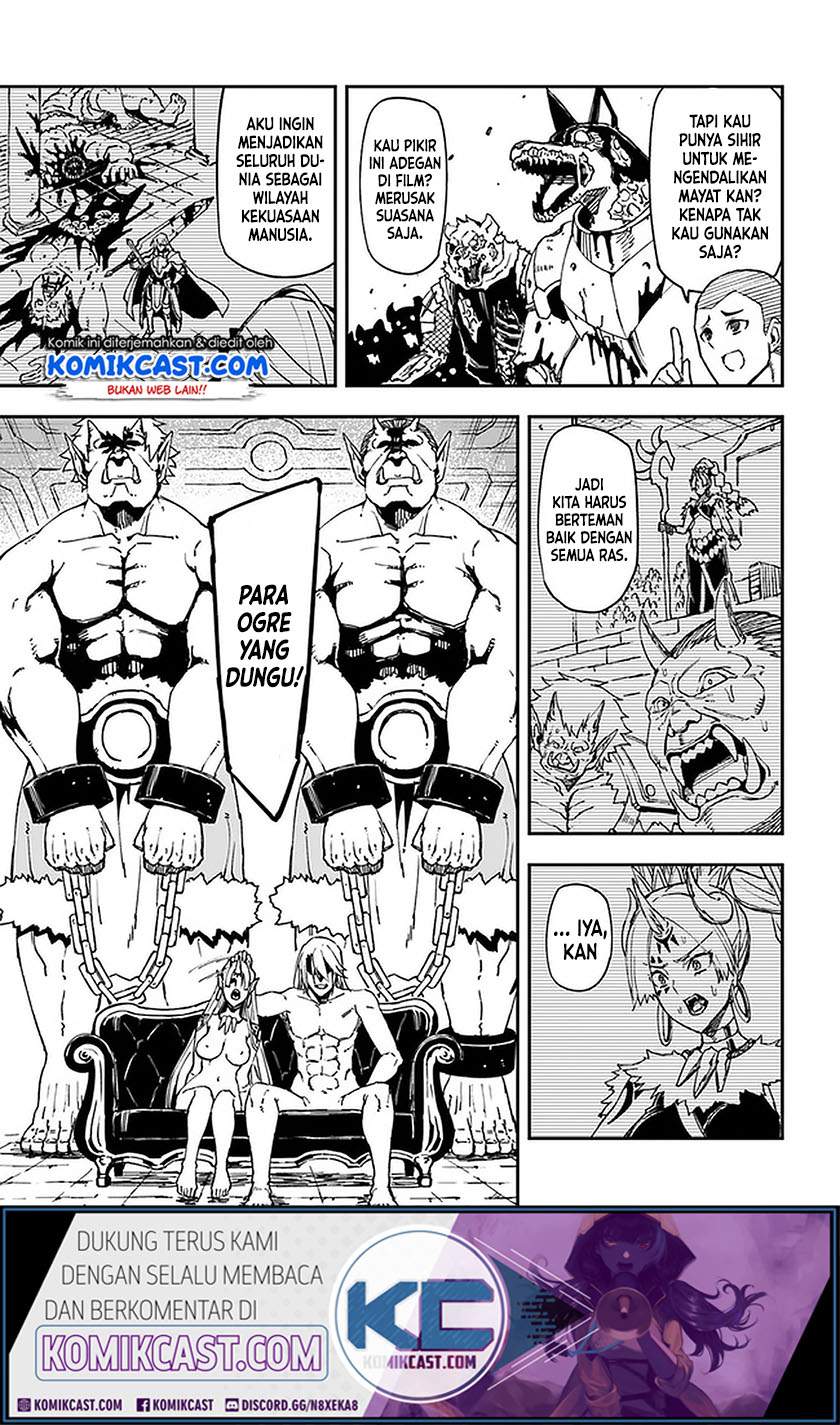 TAPI KAU
PUNYA SIHIR
UNTUK ME-
NGENDALIKAN
MAYAT KAN?
KENAPA TAK
KAU GUNAKAN
SAJA?
KAU PIKIR
INI ADEGAN
DI FILM?
MERUSAK
SUASANA
SAJA.
AKU INGIN
MENJADIKAN
SELURUH DU-
NIA SEBAGAI
WILAYAH
KEKUASAAN
MANUSIA.
Komik ini diterjemahkan & diedit oleh
KOMIKCAST.COM
BUKAN WEB LAIN!!
JADI
KITA HARUS
BERTEMAN
BAIK DENGAN
SEMUA RAS.
... IYA,
KAN
PARA
OGRE
YANG
DUNGU!
DUKUNG TERUS KAMI
DENGAN SELALU MEMBACA
DAN BERKOMENTAR DI
KOMIKCAST.COM
KC
KOMIKCAST.COM
KOMIKCAST.COM KOMIKCAST DISCORD.GG/N8XEKA8